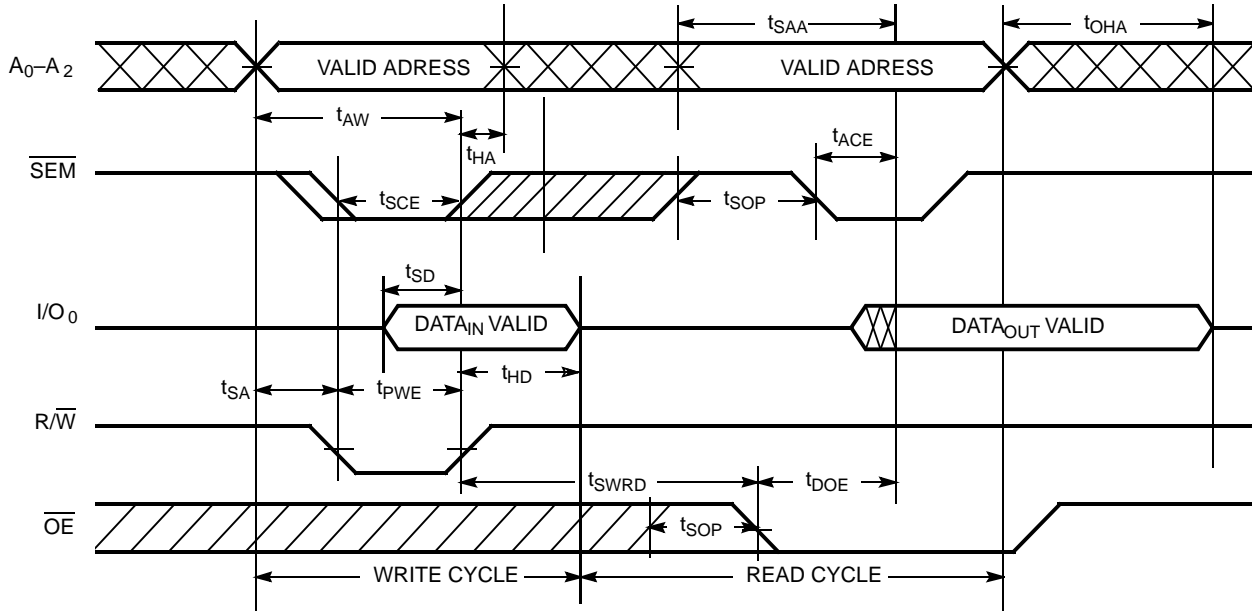 tSAA
tOHA
A0–A2
VALID ADRESS
VALID ADRESS
tAW
tHA
tACE
SEM
tSCE
tSOP
tSD
I/O0
DATAIN VALID
DATAOUT VALID
tSA
tPWE
tHD
R/W
tSWRD
tDOE
OE
tSOP
WRITE CYCLE
READ CYCLE